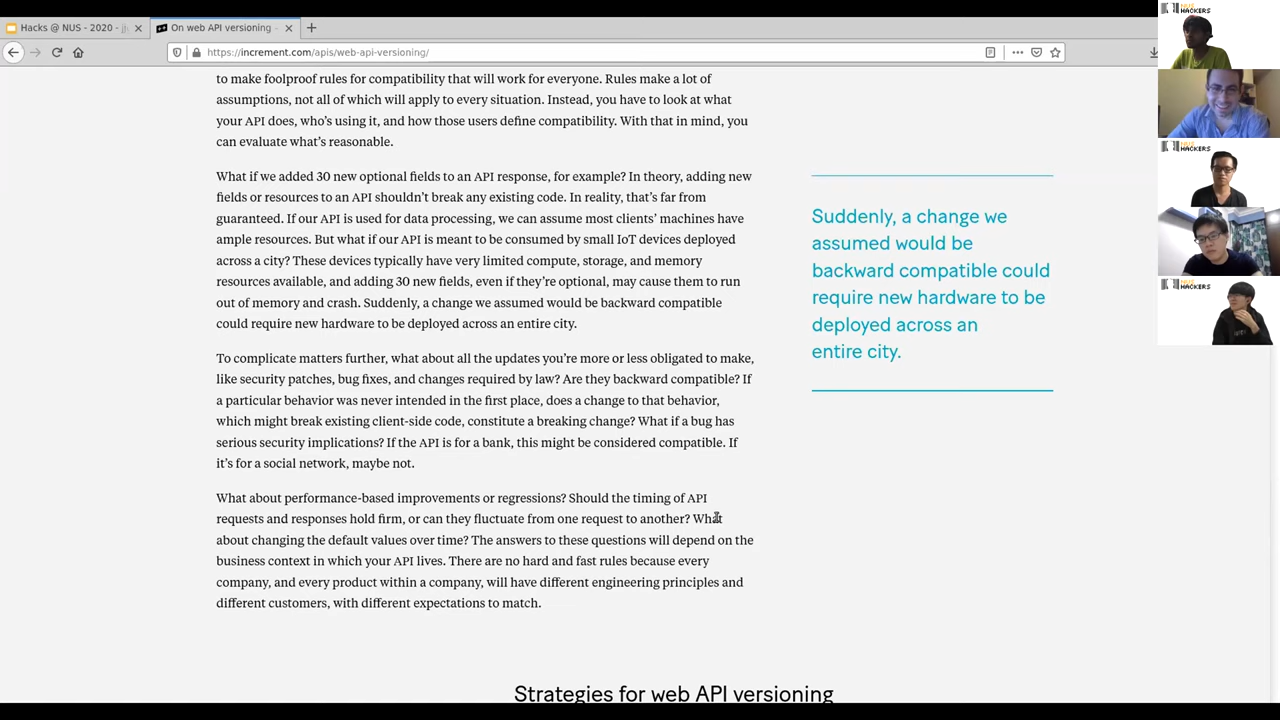 Hacks @ NUS - 2020 -
On web API versioning -
https://increment.com/apis/web-api-versioning/
to make foolproof rules for compatibility that will work for everyone. Rules make a lot of
assumptions, not all of which will apply to every situation. Instead, you have to look at what
your API does, who’s using it, and how those users define compatibility. With that in mind, you
can evaluate what’s reasonable.
What if we added 30 new optional fields to an API response, for example? In theory, adding new
fields or resources to an API shouldn’t break any existing code. In reality, that’s far from
guaranteed. If our API is used for data processing, we can assume most clients’ machines have
ample resources. But what if our API is meant to be consumed by small IoT devices deployed
across a city? These devices typically have very limited compute, storage, and memory
resources available, and adding 30 new fields, even if they’re optional, may cause them to run
out of memory and crash. Suddenly, a change we assumed would be backward compatible
could require new hardware to be deployed across an entire city.
To complicate matters further, what about all the updates you’re more or less obligated to make,
like security patches, bug fixes, and changes required by law? Are they backward compatible? If
a particular behavior was never intended in the first place, does a change to that behavior,
which might break existing client-side code, constitute a breaking change? What if a bug has
serious security implications? If the API is for a bank, this might be considered compatible. If
it’s for a social network, maybe not.
What about performance-based improvements or regressions? Should the timing of API
requests and responses hold firm, or can they fluctuate from one request to another? What
about changing the default values over time? The answers to these questions will depend on the
business context in which your API lives. There are no hard and fast rules because every
company, and every product within a company, will have different engineering principles and
different customers, with different expectations to match.
Suddenly, a change we
assumed would be
backward compatible could
require new hardware to be
deployed across an
entire city.
Strategies for web API versioning
NUS
HACKERS
NUS
HACKERS
NUS
HACKERS